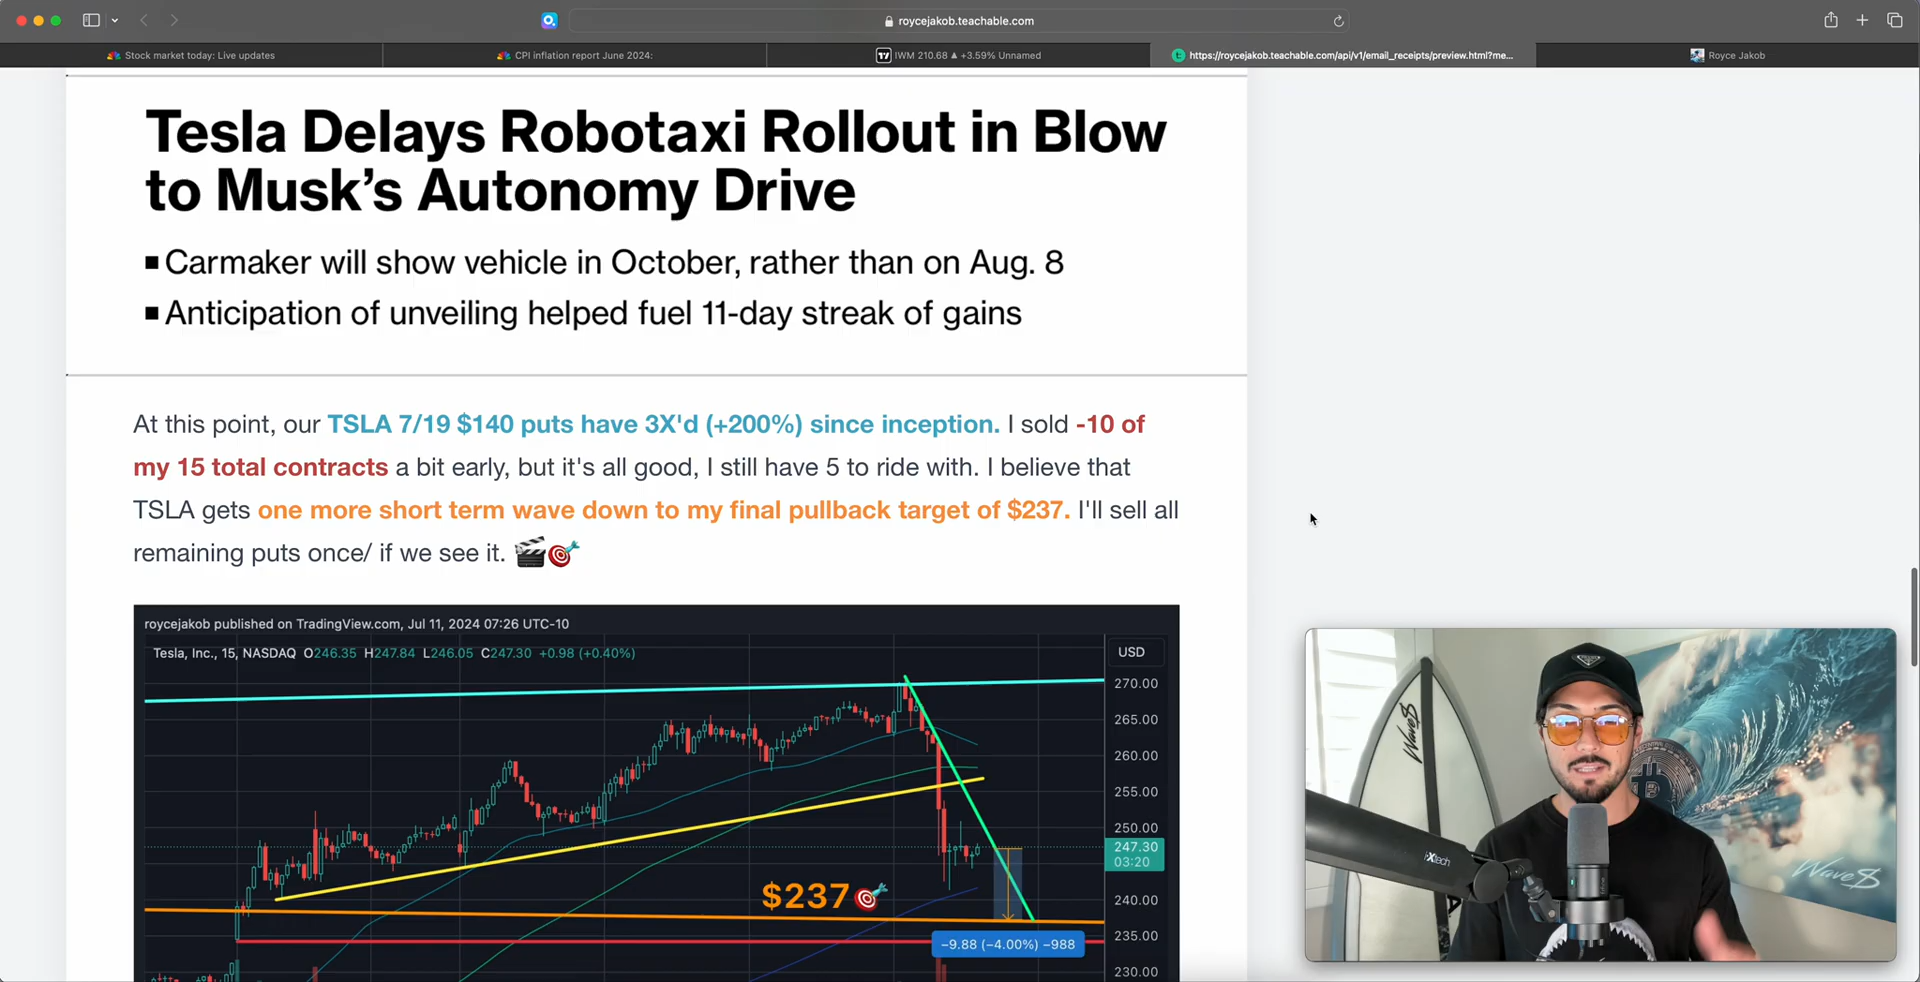 roycejakob.teachable.com
Stock market today: Live updates
CPI inflation report June 2024:
IWM 210.68 ▲ +3.59% Unnamed
https://roycejakob.teachable.com/api/v1/email_receipts/preview.html?me...
Royce Jakob
Tesla Delays Robotaxi Rollout in Blow
to Musk’s Autonomy Drive
■ Carmaker will show vehicle in October, rather than on Aug. 8
■ Anticipation of unveiling helped fuel 11-day streak of gains
At this point, our TSLA 7/19 $140 puts have 3X'd (+200%) since inception. I sold -10 of
my 15 total contracts a bit early, but it's all good, I still have 5 to ride with. I believe that
TSLA gets one more short term wave down to my final pullback target of $237. I'll sell all
remaining puts once/ if we see it. 🎬🎯
roycejakob published on TradingView.com, Jul 11, 2024 07:26 UTC-10
Tesla, Inc., 15, NASDAQ O246.35 H247.84 L246.05 C247.30 +0.98 (+0.40%)
USD
270.00
265.00
260.00
255.00
250.00
247.30
03:20
240.00
235.00
230.00
$237🎯
−9.88 (−4.00%) −988
Wave$
iXtech
Wave$